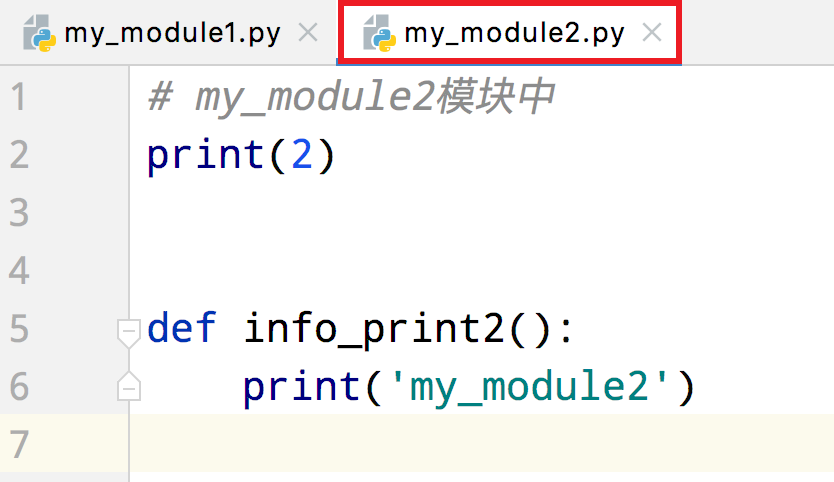 my_module1.py my_module2.py
1 # my_module2模块中
2 print(2)
3
4
5 def info_print2():
6     print('my_module2')
7